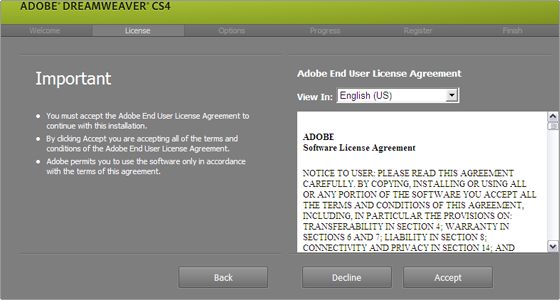 ADOBE® DREAMWEAVER® CS4
Welcome License Options Progress Register Finish
Important
• You must accept the Adobe End User License Agreement to
continue with this installation.
• By clicking Accept you are accepting all of the terms and
conditions of the Adobe End User License Agreement.
• Adobe permits you to use the software only in accordance
with the terms of this agreement.
Adobe End User License Agreement
View In: English (US)
ADOBE
Software License Agreement
NOTICE TO USER: PLEASE READ THIS AGREEMENT
CAREFULLY. BY COPYING, INSTALLING OR USING ALL
OR ANY PORTION OF THE SOFTWARE YOU ACCEPT ALL
THE TERMS AND CONDITIONS OF THIS AGREEMENT,
INCLUDING, IN PARTICULAR THE PROVISIONS ON:
TRANSFERABILITY IN SECTION 4; WARRANTY IN
SECTIONS 6 AND 7; LIABILITY IN SECTION 8;
CONNECTIVITY AND PRIVACY IN SECTION 14; AND
Back Decline Accept